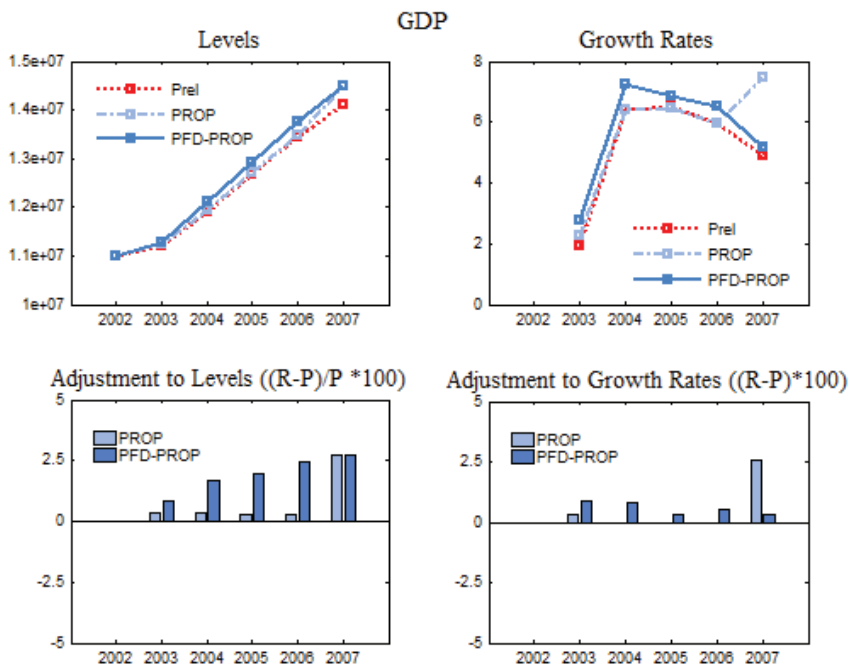 GDP
Levels
1.5e+07
1.4e+07
1.3e+07
1.2e+07
1.1e+07
1e+07
Prel
PROP
PFD-PROP
2002 2003 2004 2005 2006 2007
Growth Rates
8
6
4
2
0
Prel
PROP
PFD-PROP
2002 2003 2004 2005 2006 2007
Adjustment to Levels ((R-P)/P *100)
5
2.5
0
-2.5
-5
PROP
PFD-PROP
2002 2003 2004 2005 2006 2007
Adjustment to Growth Rates ((R-P)*100)
5
2.5
0
-2.5
-5
PROP
PFD-PROP
2002 2003 2004 2005 2006 2007